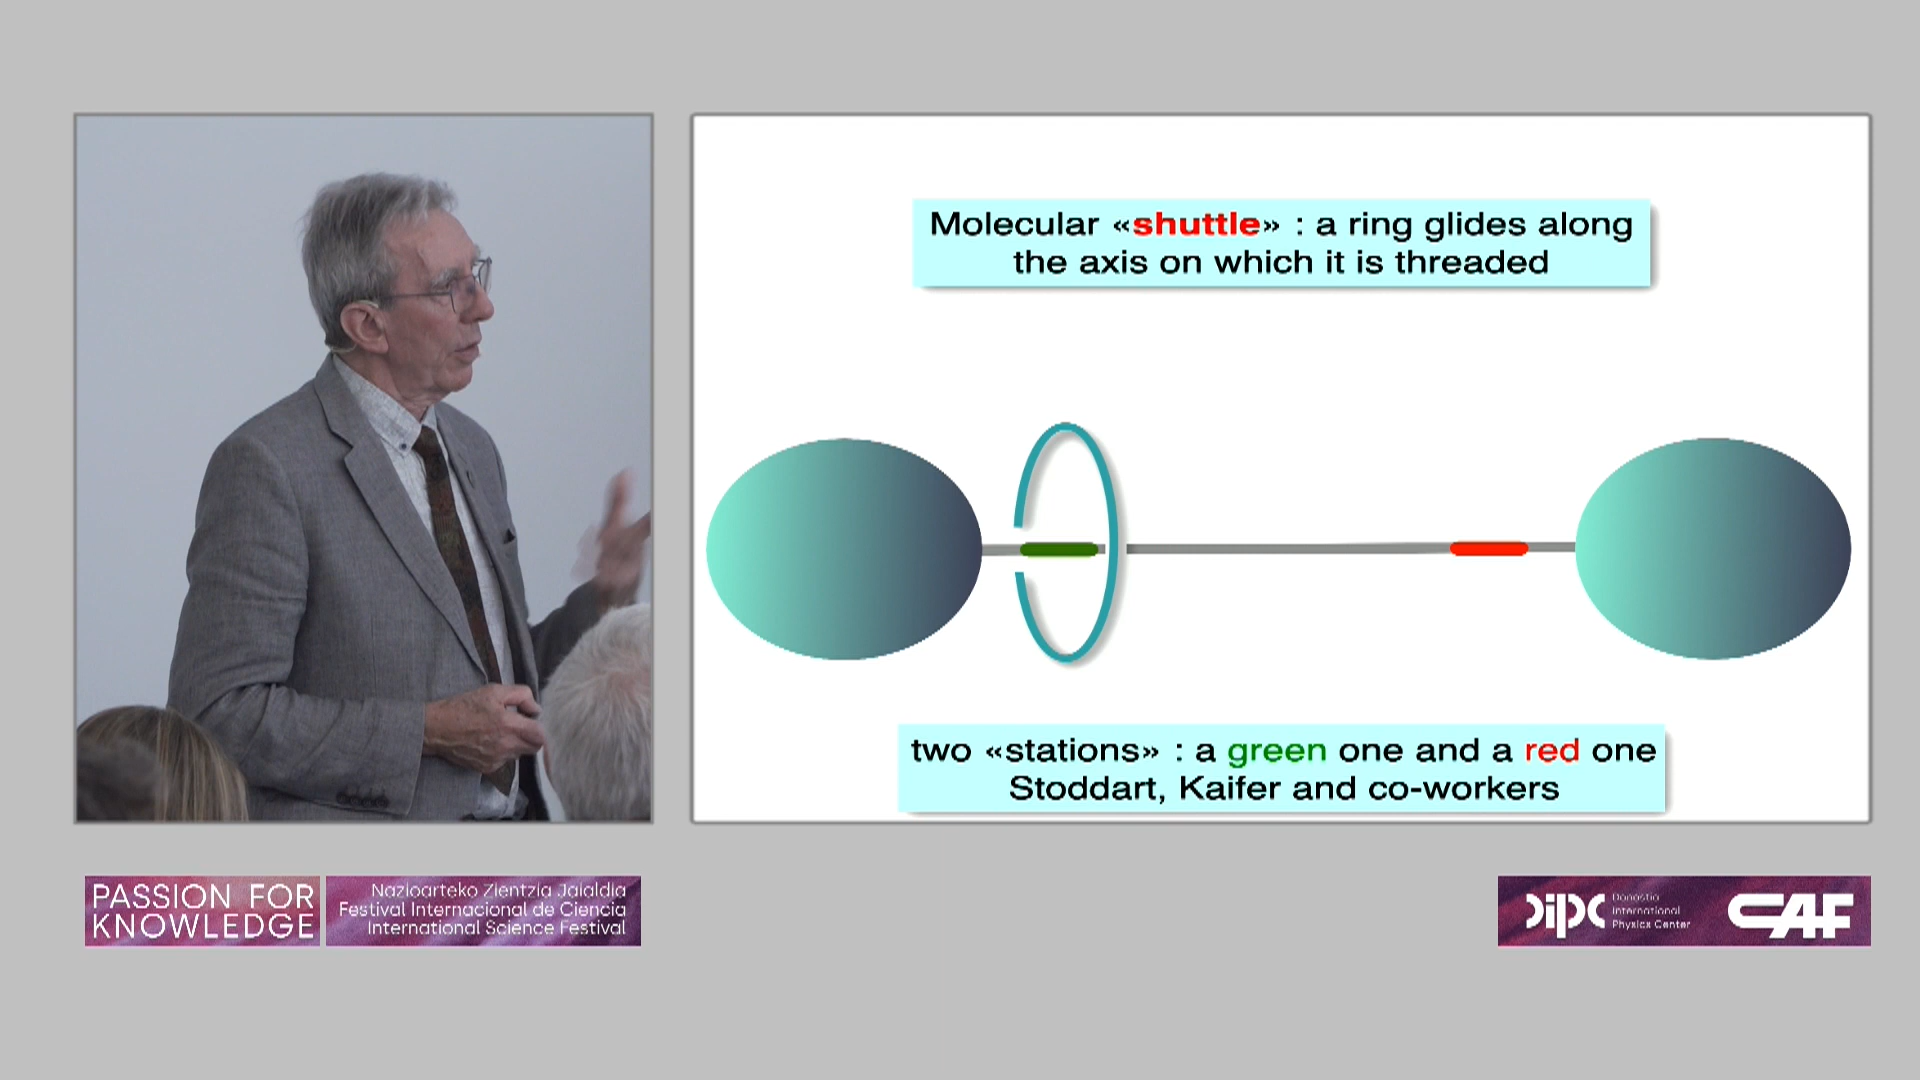 Molecular «shuttle» : a ring glides along
the axis on which it is threaded
two «stations» : a green one and a red one
Stoddart, Kaifer and co-workers
PASSION FOR
KNOWLEDGE
Nazioarteko Zientzia Jaialdia
Festival Internacional de Ciencia
International Science Festival
dipc
Donostia
International
Physics Center
CAF